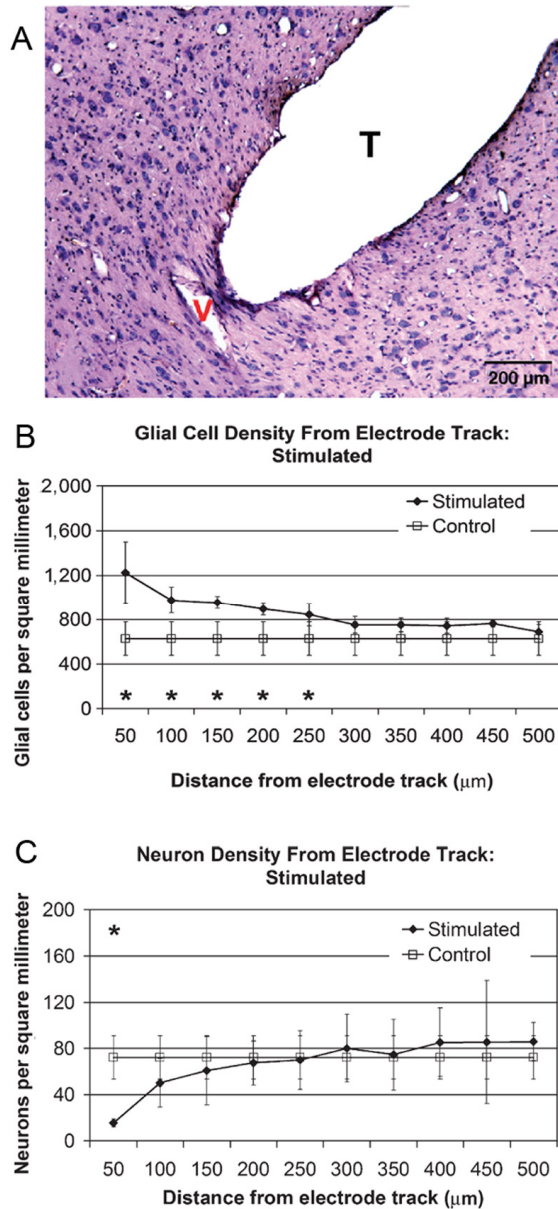 A
T
V
200 µm
B
Glial Cell Density From Electrode Track:
Stimulated
Glial cells per square millimeter
2,000
1,600
1,200
800
400
0
Stimulated
Control
* * * * *
50 100 150 200 250 300 350 400 450 500
Distance from electrode track (µm)
C
Neuron Density From Electrode Track:
Stimulated
Neurons per square millimeter
200
160
120
80
40
0
*
Stimulated
Control
50 100 150 200 250 300 350 400 450 500
Distance from electrode track (µm)